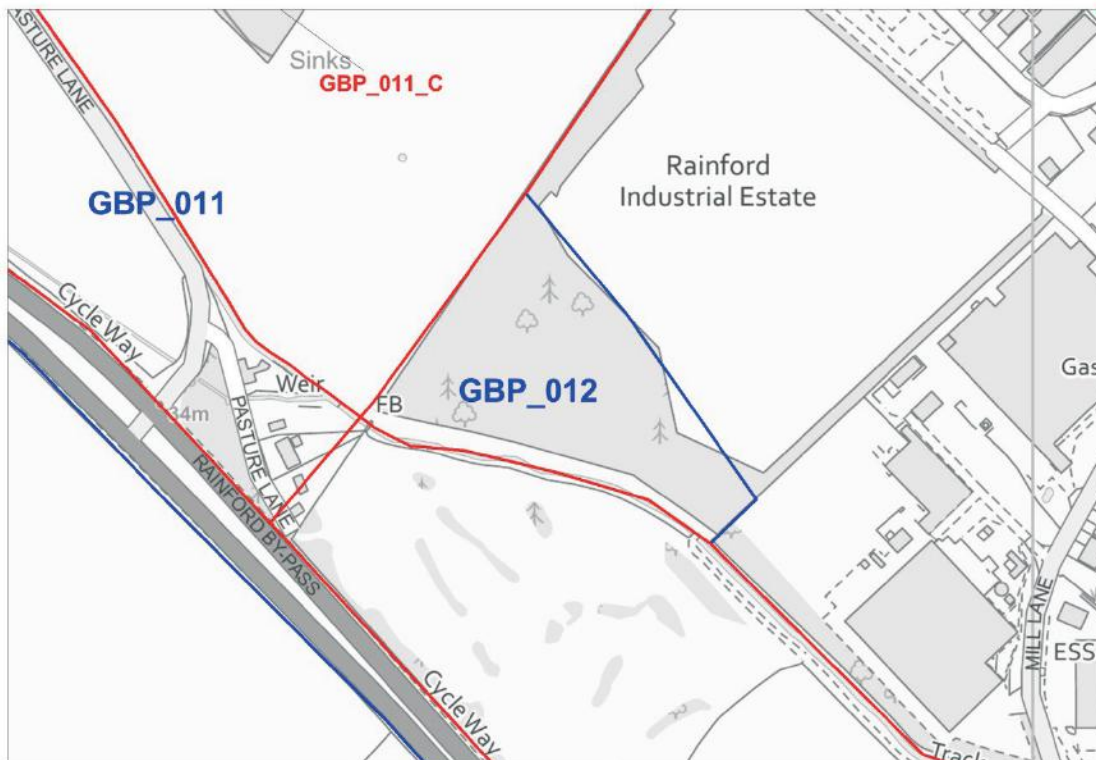 PASTURE LANE
Sinks
GBP_011_C
Rainford
Industrial Estate
GBP_011
Cycle Way
Weir
FB
GBP_012
Gas
34m
PASTURE LANE
RAINFORD BY-PASS
MILL LANE
ESS
Cycle Way
Track